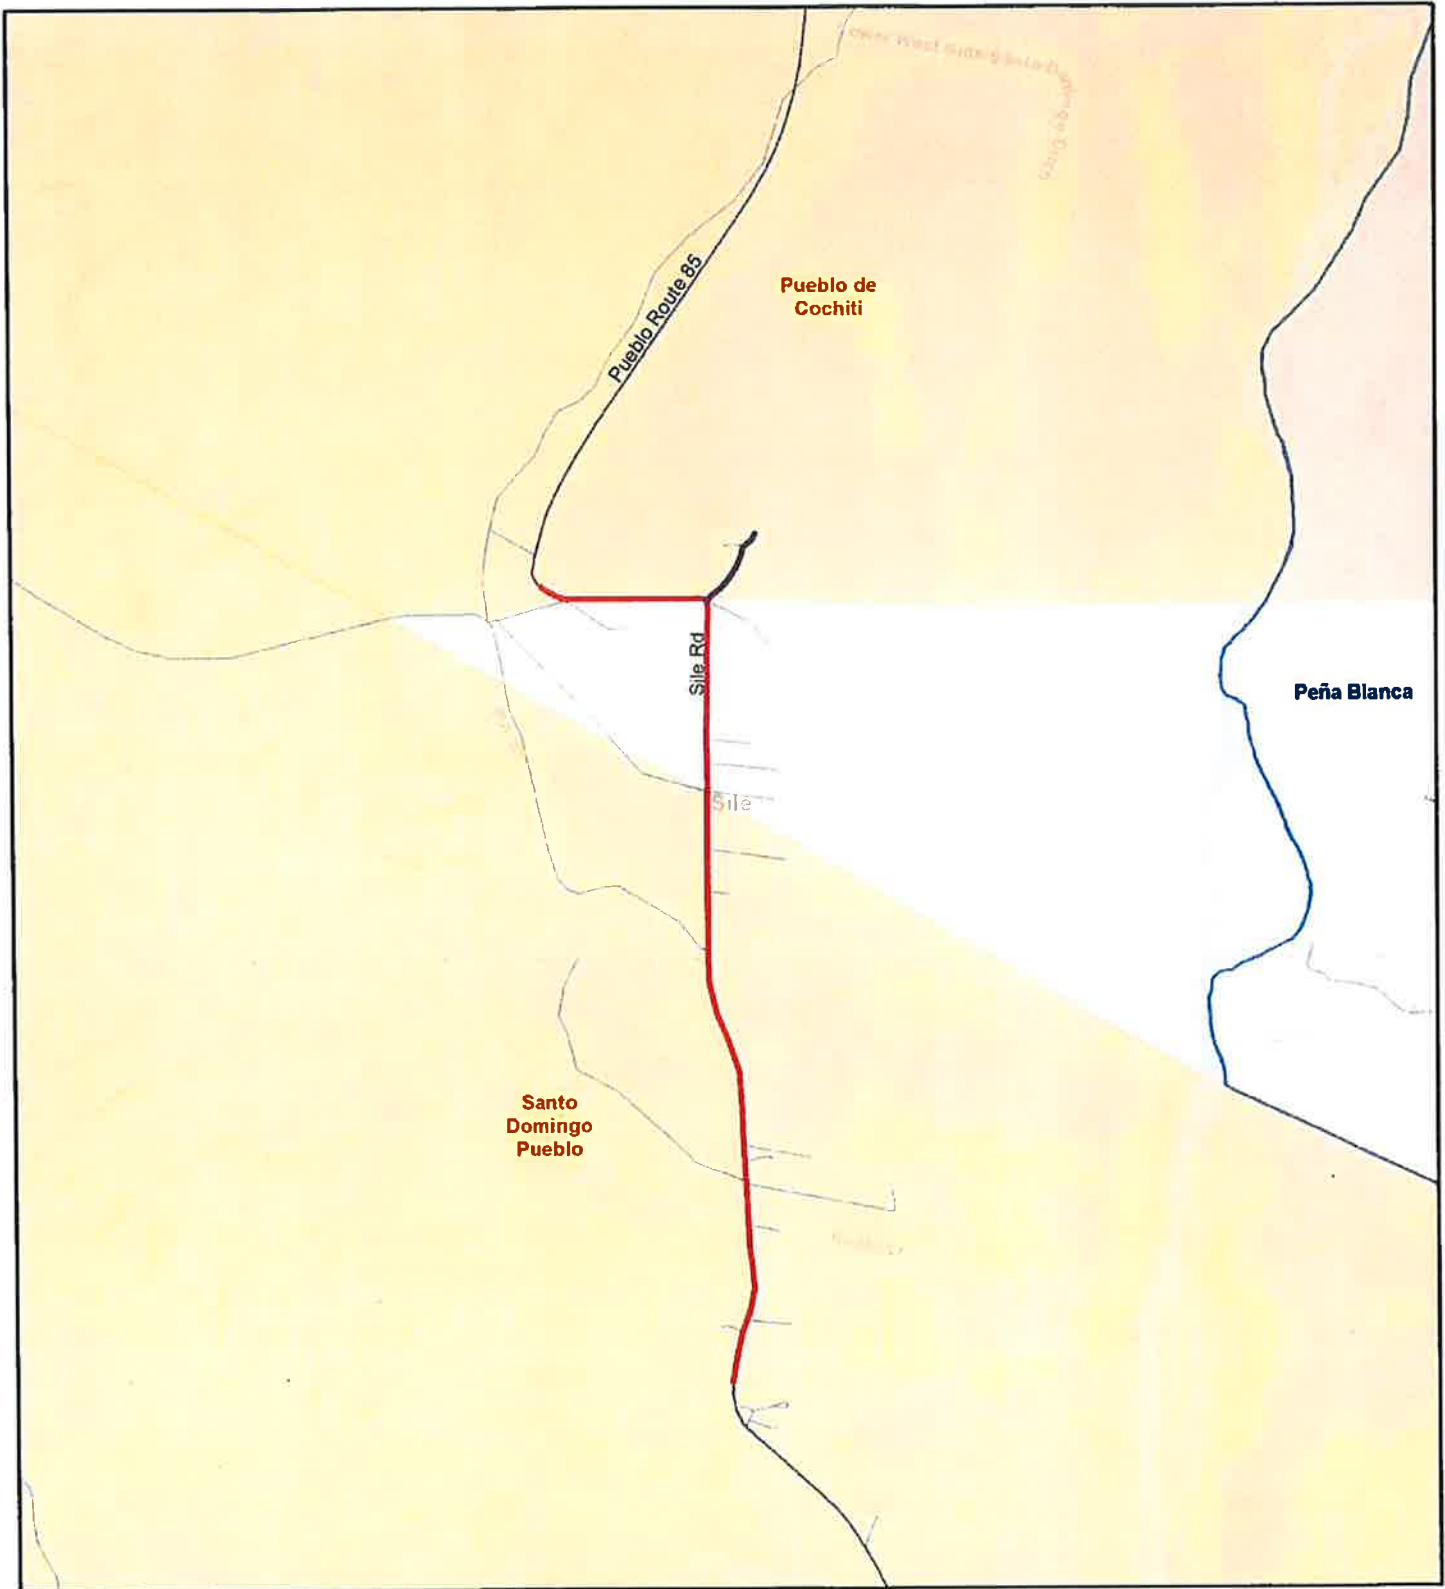 Pueblo Route 85
Pueblo de
Cochiti
Sile Rd
Peña Blanca
Sile
Santo
Domingo
Pueblo